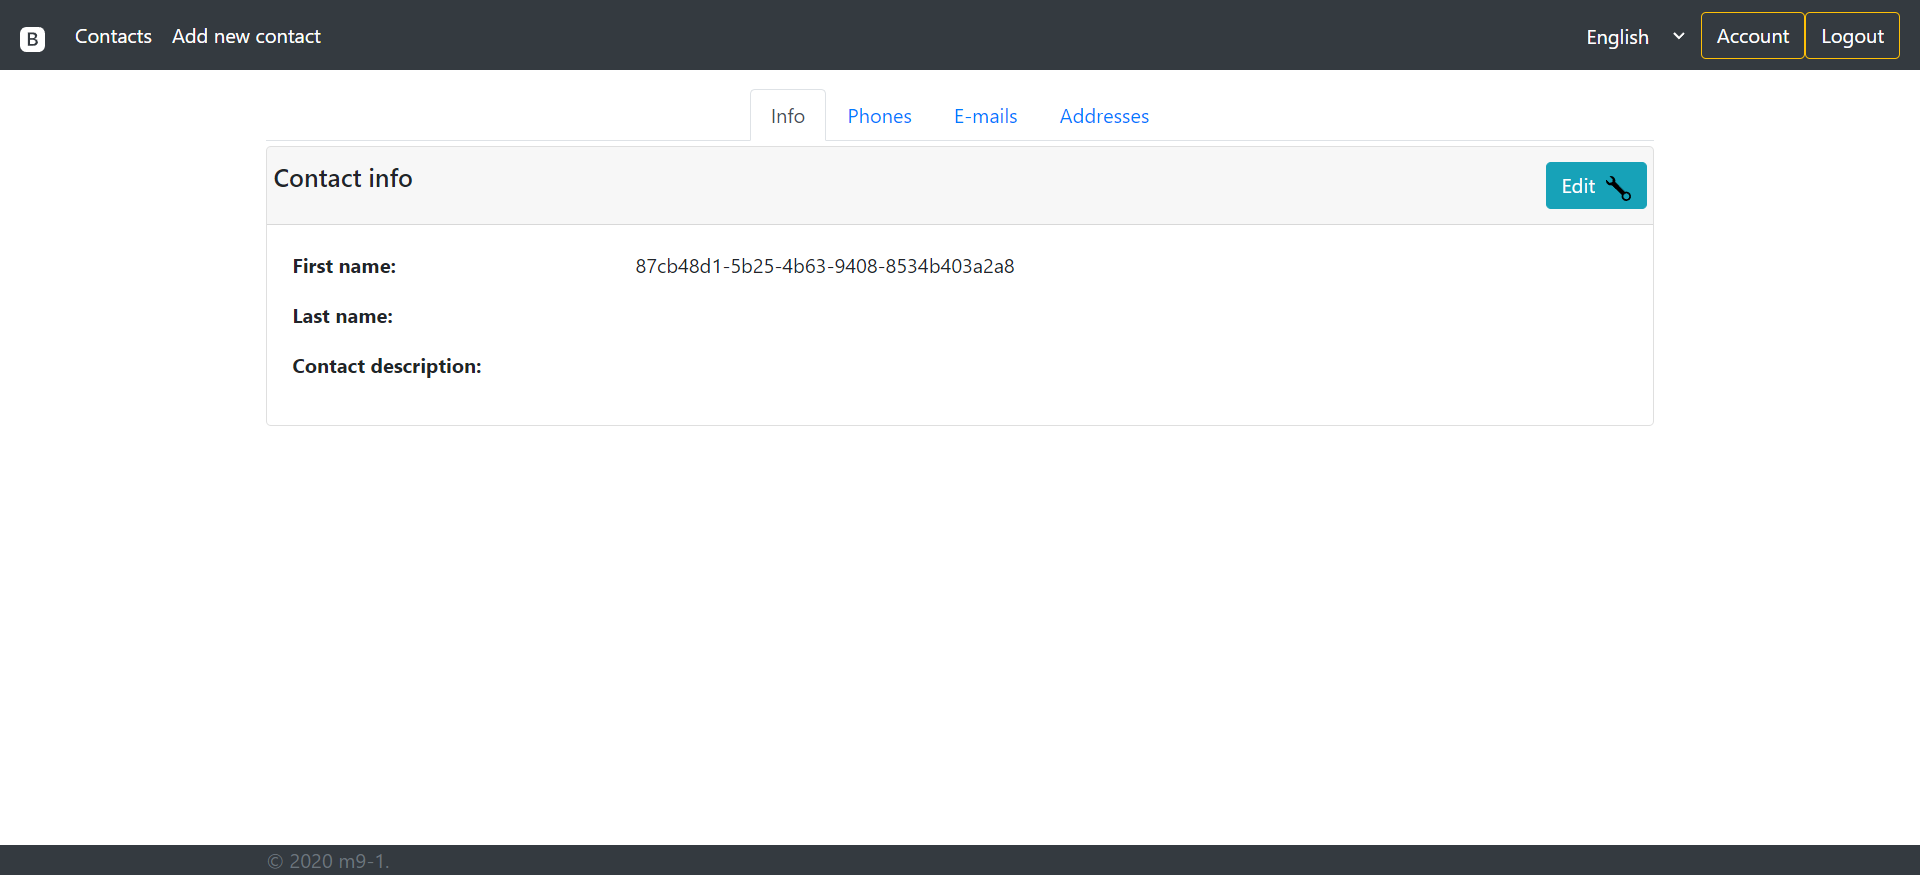 B Contacts Add new contact English Account Logout
Info Phones E-mails Addresses
Contact info Edit
First name: 87cb48d1-5b25-4b63-9408-8534b403a2a8
Last name:
Contact description:
© 2020 m9-1.